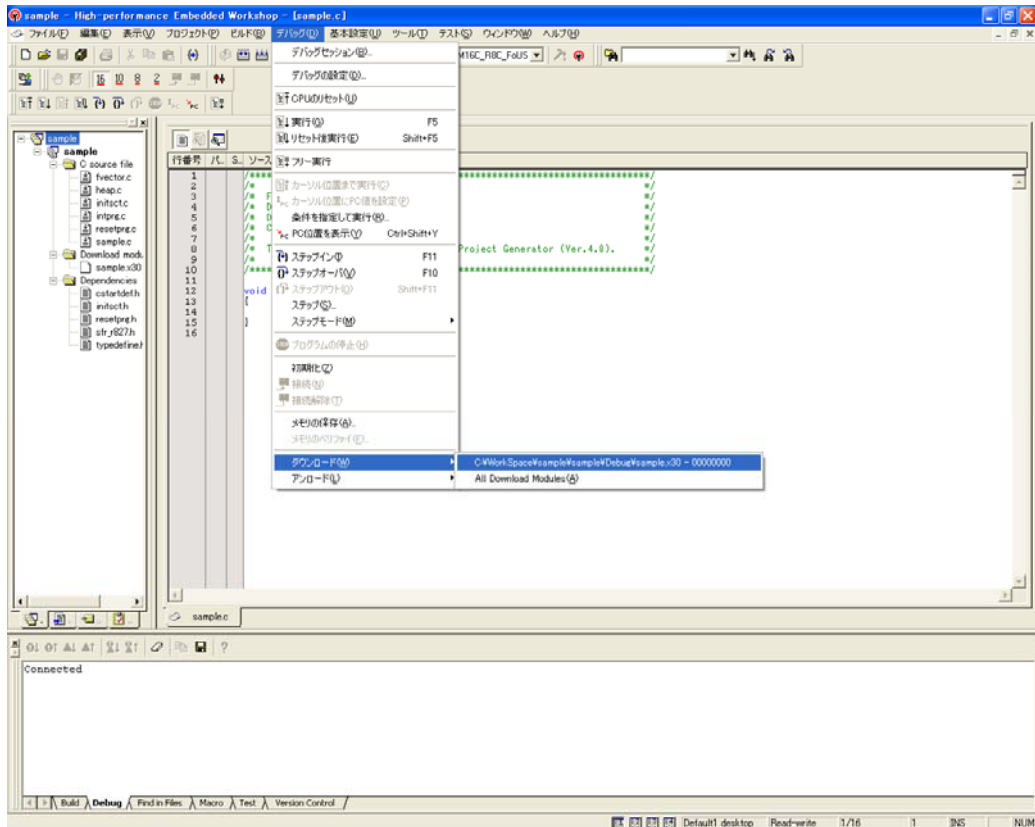 sample - High-performance Embedded Workshop - [sample.c]
ファイル(F) 編集(E) 表示(V) プロジェクト(P) ビルド(B) デバッグ(D) 基本設定(U) ツール(T) テスト(S) ウィンドウ(W) ヘルプ(H)
M16C_R8C_FoUS
16 10 8 2
デバッグセッション(B)...
デバッグの設定(D)...
CPUのリセット(U)
実行(G) F5
リセット後実行(E) Shift+F5
フリー実行
カーソル位置まで実行(C)
カーソル位置にPC値を設定(P)
条件を指定して実行(R)...
PC位置を表示(Y) Ctrl+Shift+Y
ステップイン(I) F11
ステップオーバ(V) F10
ステップアウト(O) Shift+F11
ステップ(S)...
ステップモード(M)
プログラムの停止(H)
初期化(Z)
接続(N)
接続解除(T)
メモリの保存(A)...
メモリのベリファイ(F)...
ダウンロード(W)
アンロード(L)
C:¥WorkSpace¥sample¥sample¥Debug¥sample.x30 - 00000000
All Download Modules(A)
sample
sample
C source file
fvector.c
heap.c
initsct.c
intprg.c
resetprg.c
sample.c
Download modu
sample.x30
Dependencies
cstartdef.h
initsct.h
resetprg.h
sfr_r827.h
typedefine.h
行番号 パ... S... ソース
1 /**** *********************************/
2 /* */
3 /* F */
4 /* D */
5 /* D */
6 /* C */
7 /* */
8 /* T Project Generator (Ver.4.8). */
9 /* */
10 /**** *********************************/
11
12 void
13 {
14
15 }
16
sample.c
Connected
Build Debug Find in Files Macro Test Version Control
Default1 desktop Read-write 1/16 1 INS NUM